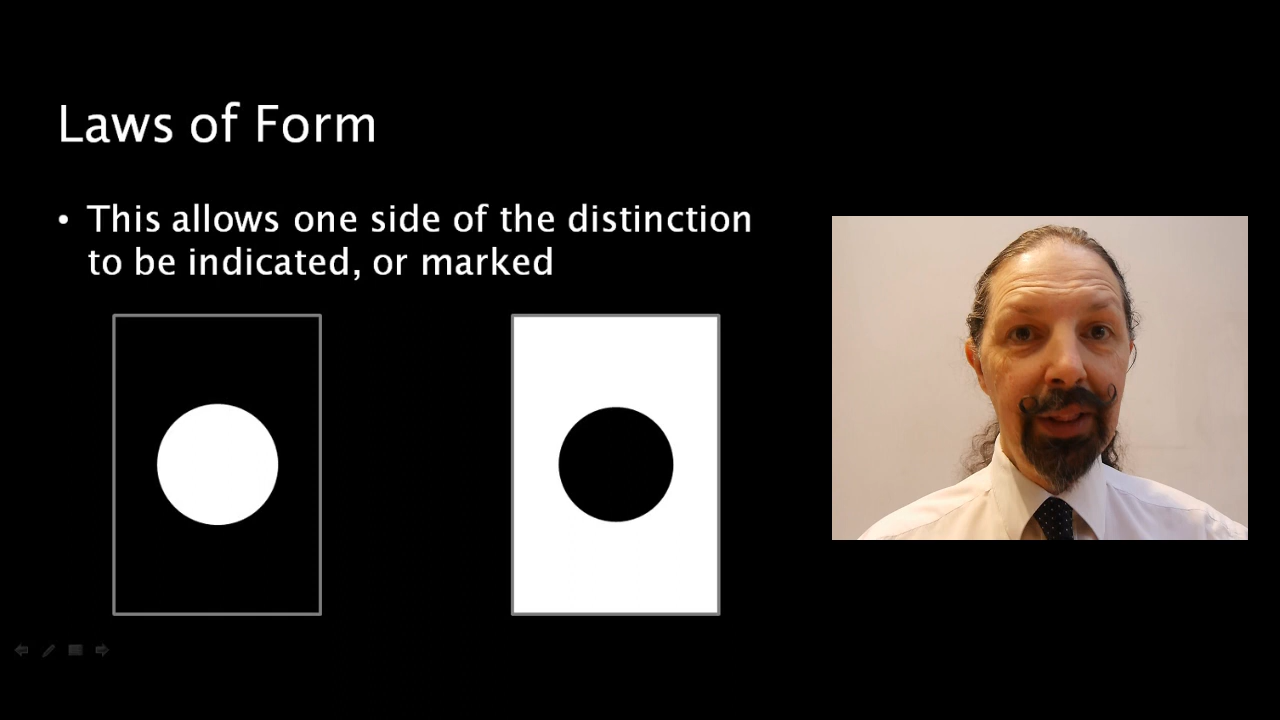 Laws of Form
• This allows one side of the distinction
to be indicated, or marked